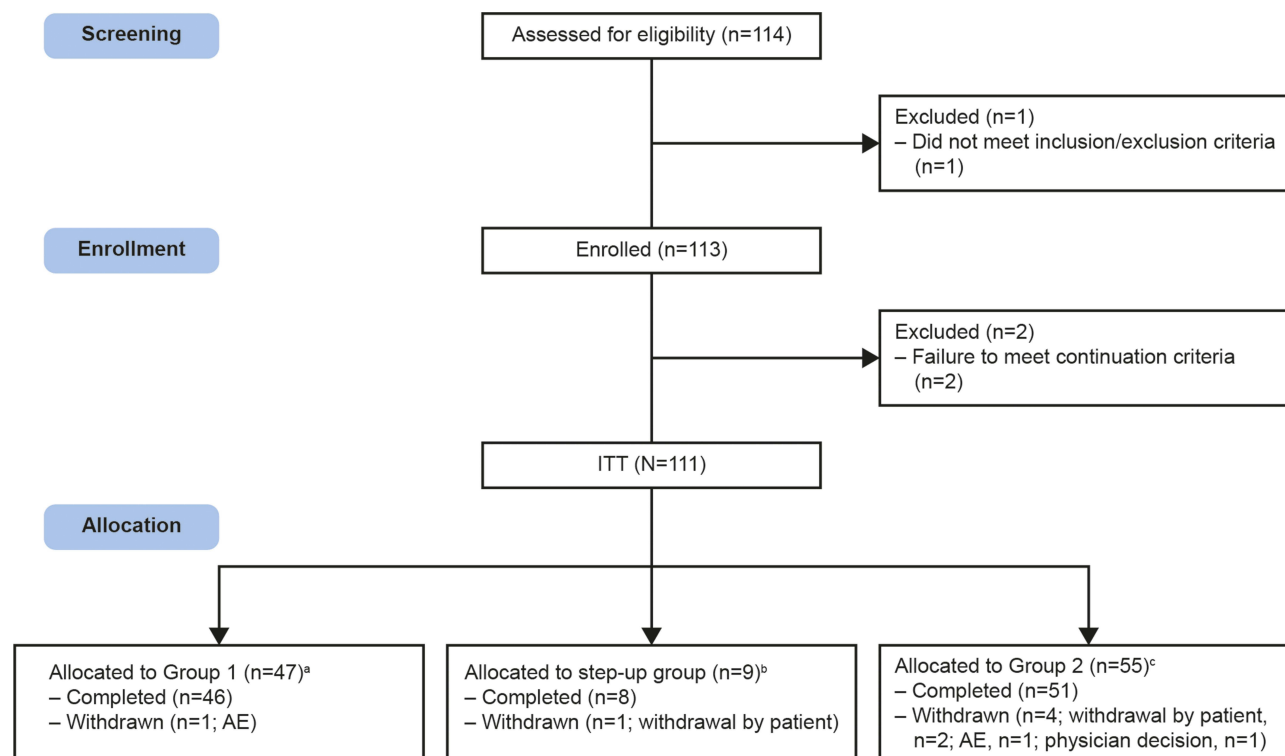 Screening
Assessed for eligibility (n=114)
Excluded (n=1)
– Did not meet inclusion/exclusion criteria
(n=1)
Enrollment
Enrolled (n=113)
Excluded (n=2)
– Failure to meet continuation criteria
(n=2)
ITT (N=111)
Allocation
Allocated to Group 1 (n=47)ᵃ
– Completed (n=46)
– Withdrawn (n=1; AE)
Allocated to step-up group (n=9)ᵇ
– Completed (n=8)
– Withdrawn (n=1; withdrawal by patient)
Allocated to Group 2 (n=55)ᶜ
– Completed (n=51)
– Withdrawn (n=4; withdrawal by patient,
n=2; AE, n=1; physician decision, n=1)